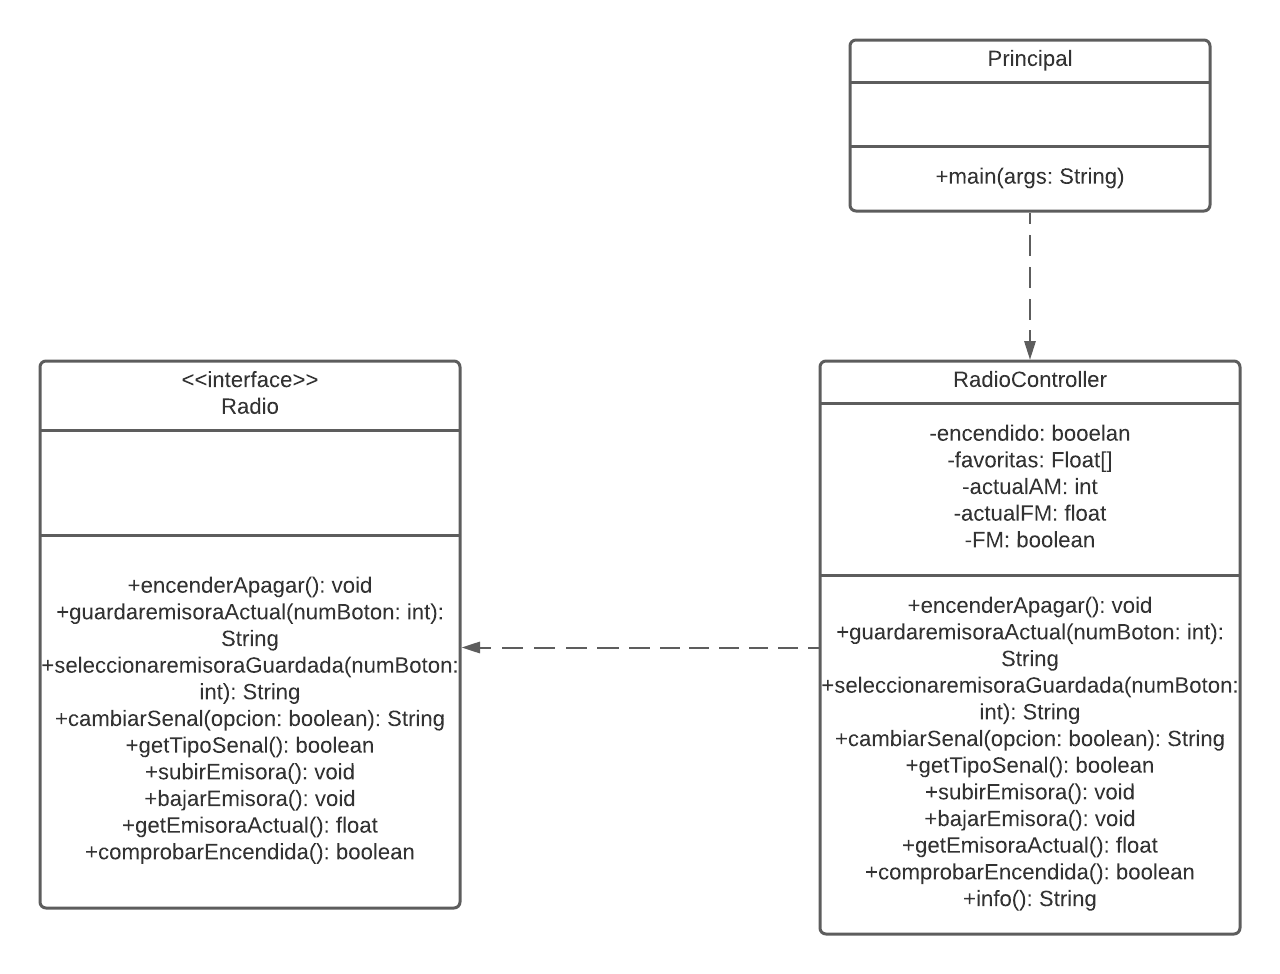 Principal
+main(args: String)
<<interface>>
Radio
+encenderApagar(): void
+guardaremisoraActual(numBoton: int):
String
+seleccionaremisoraGuardada(numBoton:
int): String
+cambiarSenal(opcion: boolean): String
+getTipoSenal(): boolean
+subirEmisora(): void
+bajarEmisora(): void
+getEmisoraActual(): float
+comprobarEncendida(): boolean
RadioController
-encendido: booelan
-favoritas: Float[]
-actualAM: int
-actualFM: float
-FM: boolean
+encenderApagar(): void
+guardaremisoraActual(numBoton: int):
String
+seleccionaremisoraGuardada(numBoton:
int): String
+cambiarSenal(opcion: boolean): String
+getTipoSenal(): boolean
+subirEmisora(): void
+bajarEmisora(): void
+getEmisoraActual(): float
+comprobarEncendida(): boolean
+info(): String